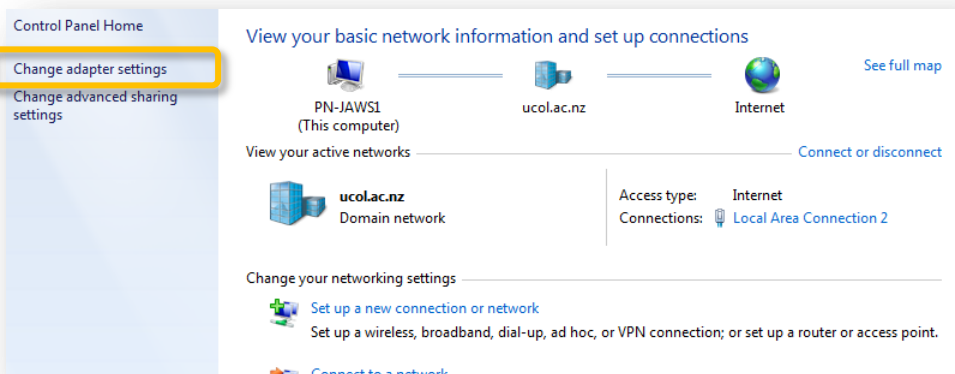 Control Panel Home
Change adapter settings
Change advanced sharing
settings
View your basic network information and set up connections
See full map
PN-JAWS1
(This computer)
ucol.ac.nz
Internet
View your active networks
Connect or disconnect
ucol.ac.nz
Domain network
Access type: Internet
Connections: Local Area Connection 2
Change your networking settings
Set up a new connection or network
Set up a wireless, broadband, dial-up, ad hoc, or VPN connection; or set up a router or access point.
Connect to a network